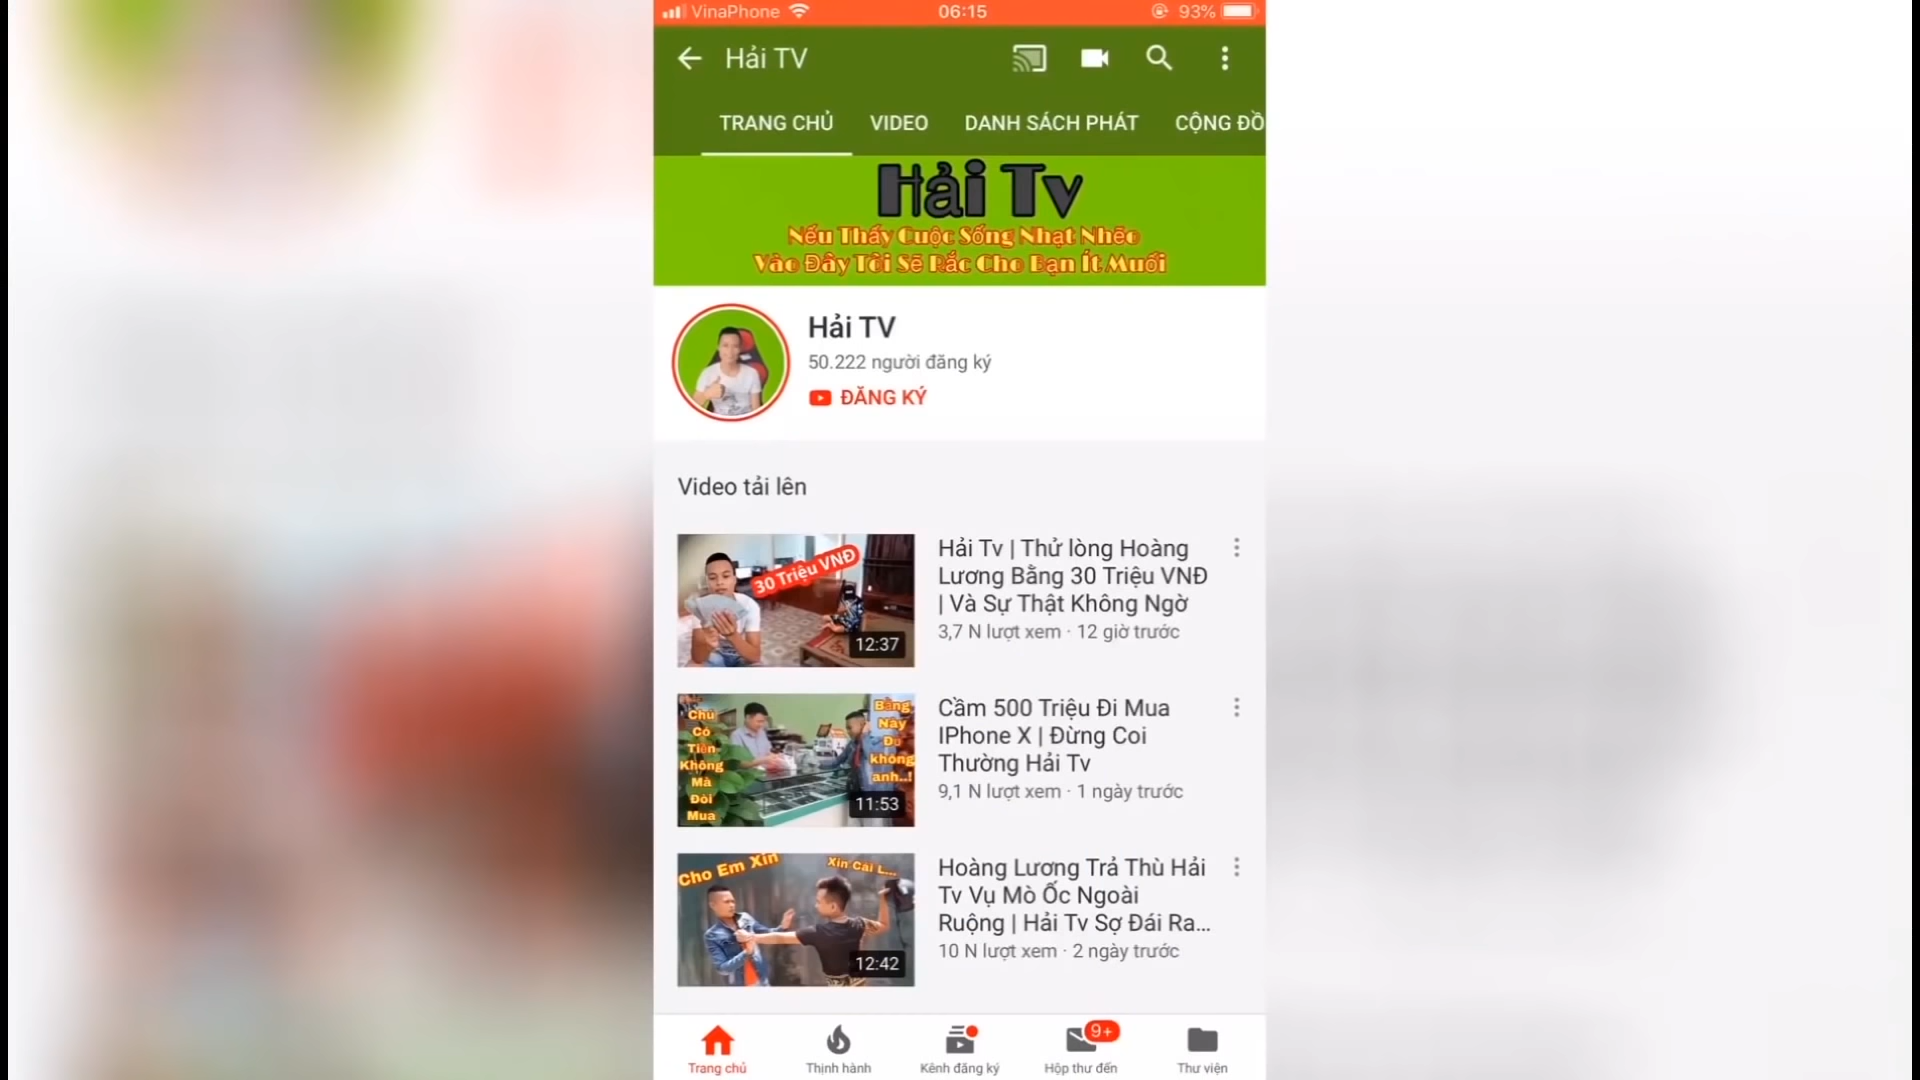 VinaPhone 06:15 93%
Hải TV
TRANG CHỦ VIDEO DANH SÁCH PHÁT CỘNG ĐỒ
Hải Tv
Nếu Thấy Cuộc Sống Nhạt Nhẽo
Vào Đây Tôi Sẽ Rắc Cho Bạn Ít Muối
Hải TV
50.222 người đăng ký
ĐĂNG KÝ
Video tải lên
30 Triệu VNĐ
12:37
Hải Tv | Thử lòng Hoàng
Lương Bằng 30 Triệu VNĐ
| Và Sự Thật Không Ngờ
3,7 N lượt xem · 12 giờ trước
Chú
Có
Tiền
Không
Mà
Đòi
Mua
Bằng
Này
Đủ
không
anh..!
11:53
Cầm 500 Triệu Đi Mua
IPhone X | Đừng Coi
Thường Hải Tv
9,1 N lượt xem · 1 ngày trước
Cho Em Xin
Xin Cái L...
12:42
Hoàng Lương Trả Thù Hải
Tv Vụ Mò Ốc Ngoài
Ruộng | Hải Tv Sợ Đái Ra...
10 N lượt xem · 2 ngày trước
9+
Trang chủ Thịnh hành Kênh đăng ký Hộp thư đến Thư viện